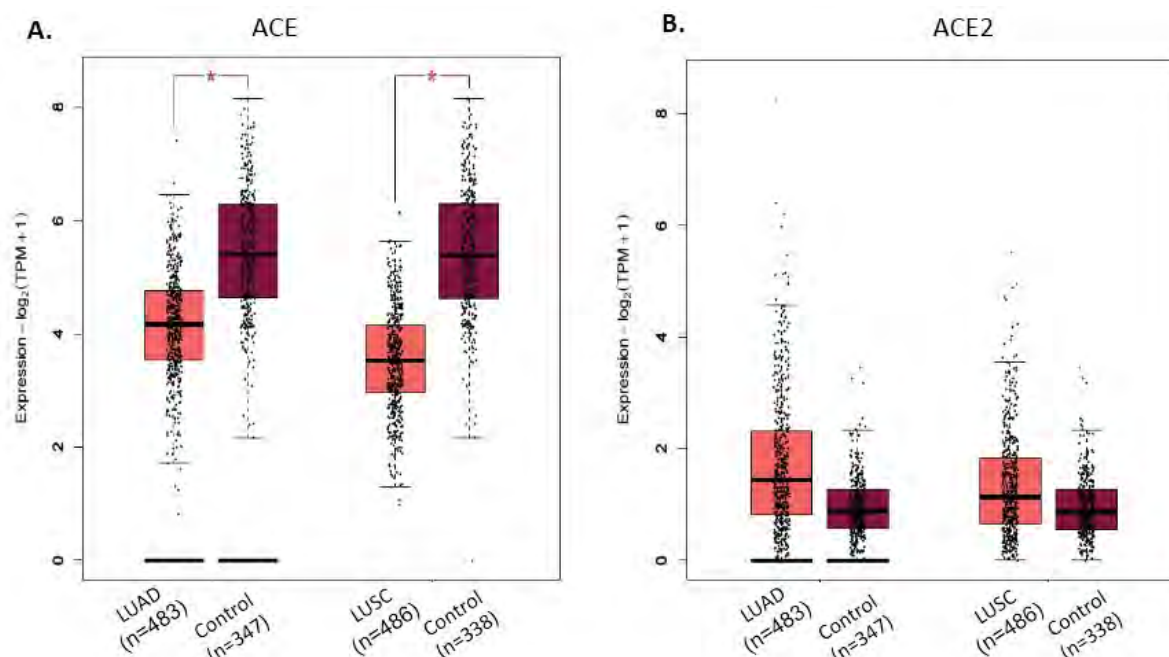 A.
ACE
Expression – log₂(TPM + 1)
8
6
4
2
0
*
*
LUAD
(n=483)
Control
(n=347)
LUSC
(n=486)
Control
(n=338)
B.
ACE2
Expression – log₂(TPM + 1)
8
6
4
2
0
LUAD
(n=483)
Control
(n=347)
LUSC
(n=486)
Control
(n=338)